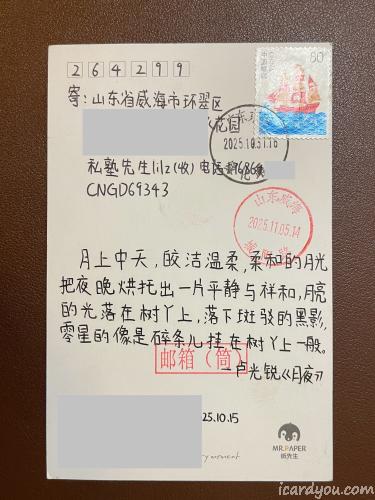 264299
80
中国邮政
寄:山东省威海市环翠区
花园
2025.10.31.16
私塾先生lilz(收)电话
CNGD69343
山东威海
2025.11.05.14
月上中天,皎洁温柔,柔和的月光
把夜晚烘托出一片平静与祥和,月亮
的光落在树丫上,落下斑驳的黑影,
零星的像是碎条儿挂在树丫上一般。
邮箱(筒)
—卢光锐《月夜》
25.10.15
MR.PAPER
纸先生
icardyou.com